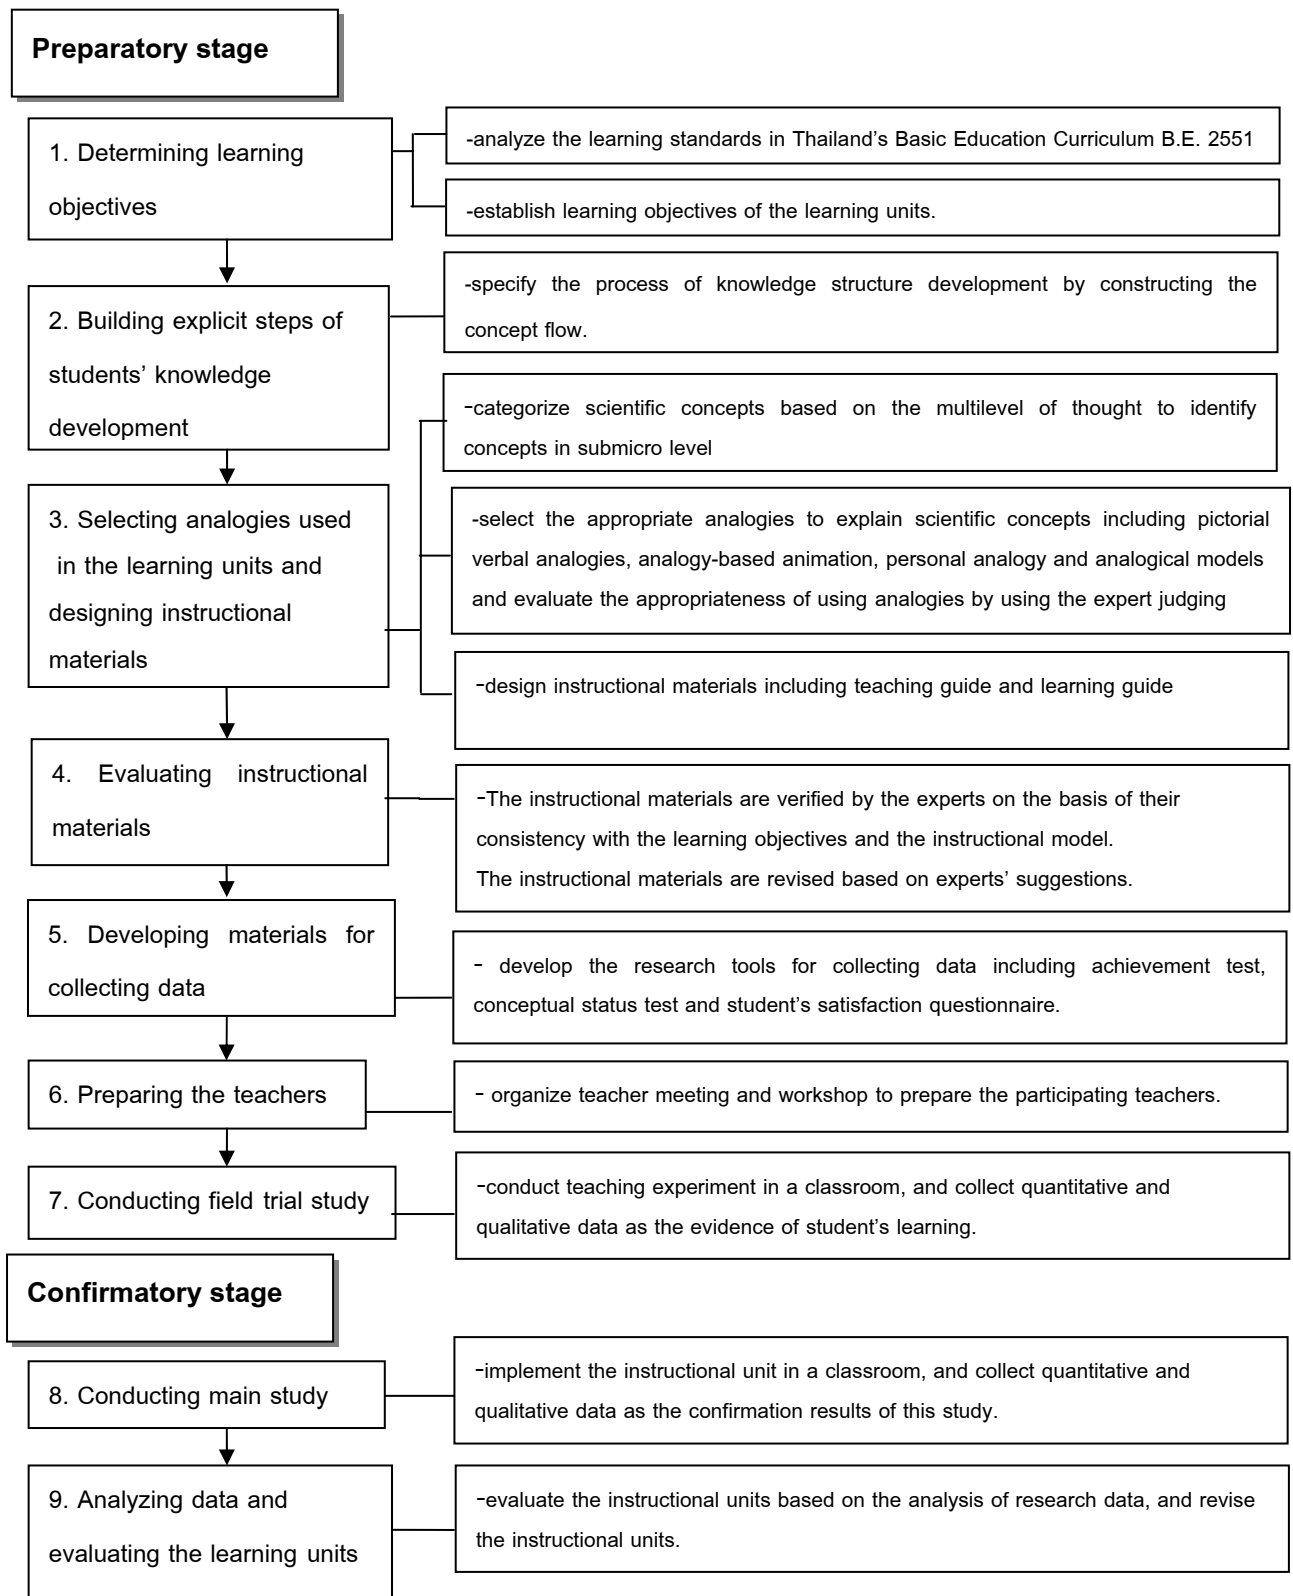 Preparatory stage
1. Determining learning
objectives
-analyze the learning standards in Thailand’s Basic Education Curriculum B.E. 2551
-establish learning objectives of the learning units.
2. Building explicit steps of
students’ knowledge
development
-specify the process of knowledge structure development by constructing the
concept flow.
3. Selecting analogies used
in the learning units and
designing instructional
materials
-categorize scientific concepts based on the multilevel of thought to identify
concepts in submicro level
-select the appropriate analogies to explain scientific concepts including pictorial
verbal analogies, analogy-based animation, personal analogy and analogical models
and evaluate the appropriateness of using analogies by using the expert judging
-design instructional materials including teaching guide and learning guide
4. Evaluating instructional
materials
-The instructional materials are verified by the experts on the basis of their
consistency with the learning objectives and the instructional model.
The instructional materials are revised based on experts’ suggestions.
5. Developing materials for
collecting data
- develop the research tools for collecting data including achievement test,
conceptual status test and student’s satisfaction questionnaire.
6. Preparing the teachers
- organize teacher meeting and workshop to prepare the participating teachers.
7. Conducting field trial study
-conduct teaching experiment in a classroom, and collect quantitative and
qualitative data as the evidence of student’s learning.
Confirmatory stage
8. Conducting main study
-implement the instructional unit in a classroom, and collect quantitative and
qualitative data as the confirmation results of this study.
9. Analyzing data and
evaluating the learning units
-evaluate the instructional units based on the analysis of research data, and revise
the instructional units.